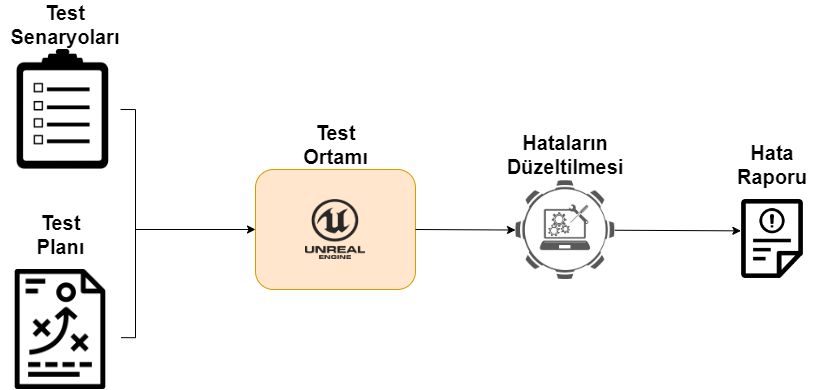 Test
Senaryoları
Test
Planı
Test
Ortamı
UNREAL
ENGINE
Hataların
Düzeltilmesi
Hata
Raporu